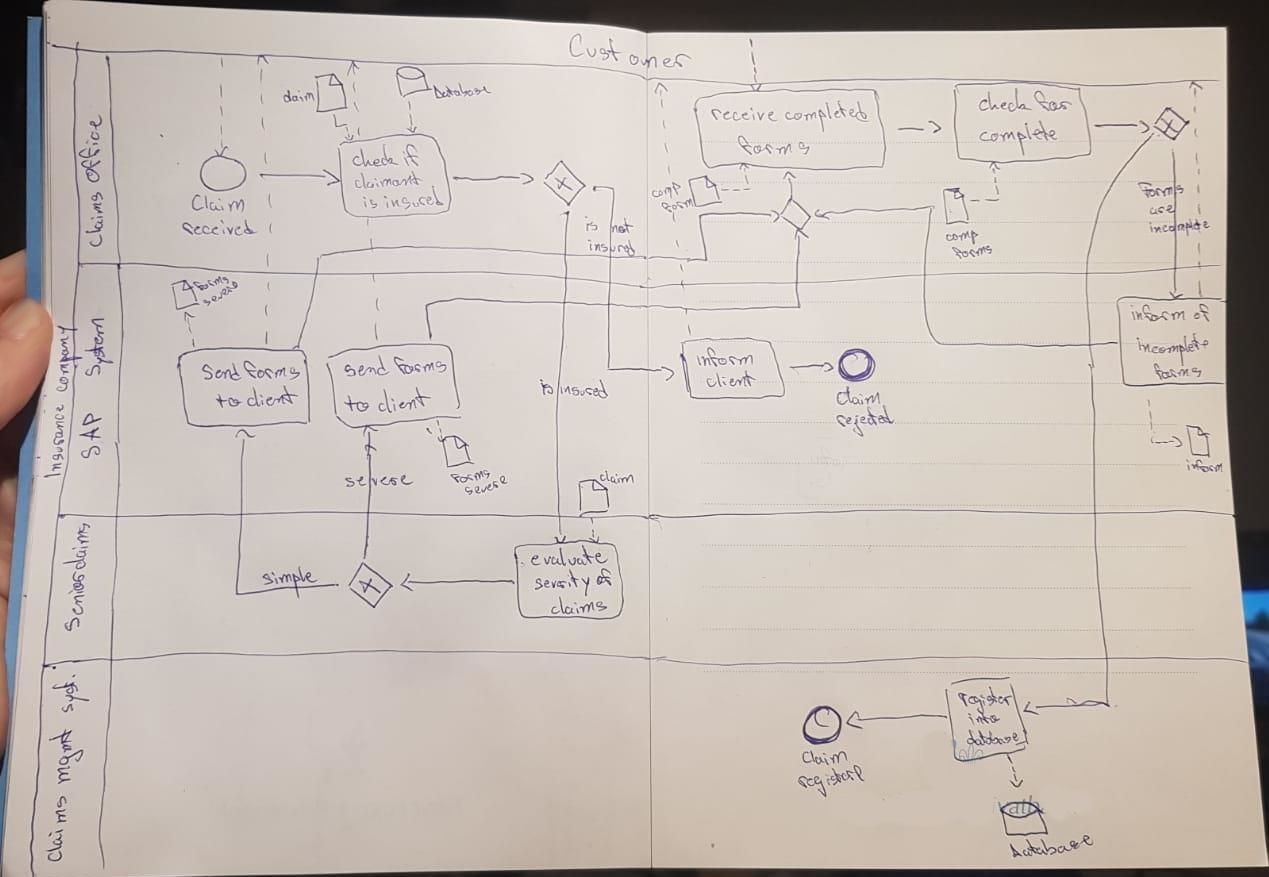 Customer
Insurance company
Claims office
Claim
received
claim
Database
check if
claimant
is insured
is not
insured
receive completed
forms
comp
form
check for
complete
comp
forms
forms
are
incomplete
SAP System
forms
severe
Send forms
to client
send forms
to client
severe
forms
severe
is insured
inform
client
Claim
rejected
inform of
incomplete
forms
inform
Senior claims
simple
claim
evaluate
severity of
claims
Claims mgmt syst.
register
into
database
Claim
Database